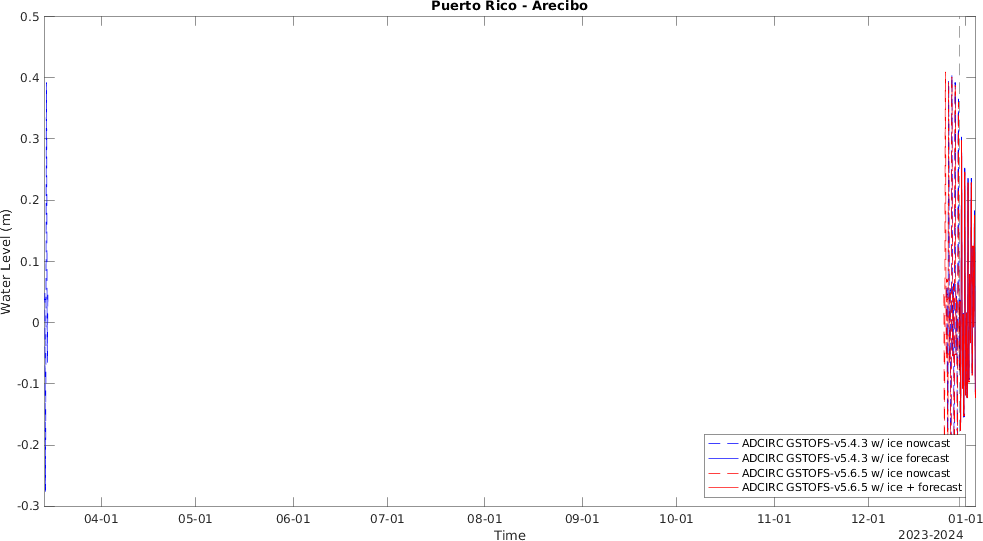 Puerto Rico - Arecibo
0.5
0.4
0.3
0.2
0.1
0
-0.1
-0.2
-0.3
Water Level (m)
ADCIRC GSTOFS-v5.4.3 w/ ice nowcast
ADCIRC GSTOFS-v5.4.3 w/ ice forecast
ADCIRC GSTOFS-v5.6.5 w/ ice nowcast
ADCIRC GSTOFS-v5.6.5 w/ ice + forecast
04-01 05-01 06-01 07-01 08-01 09-01 10-01 11-01 12-01 01-01
Time
2023-2024